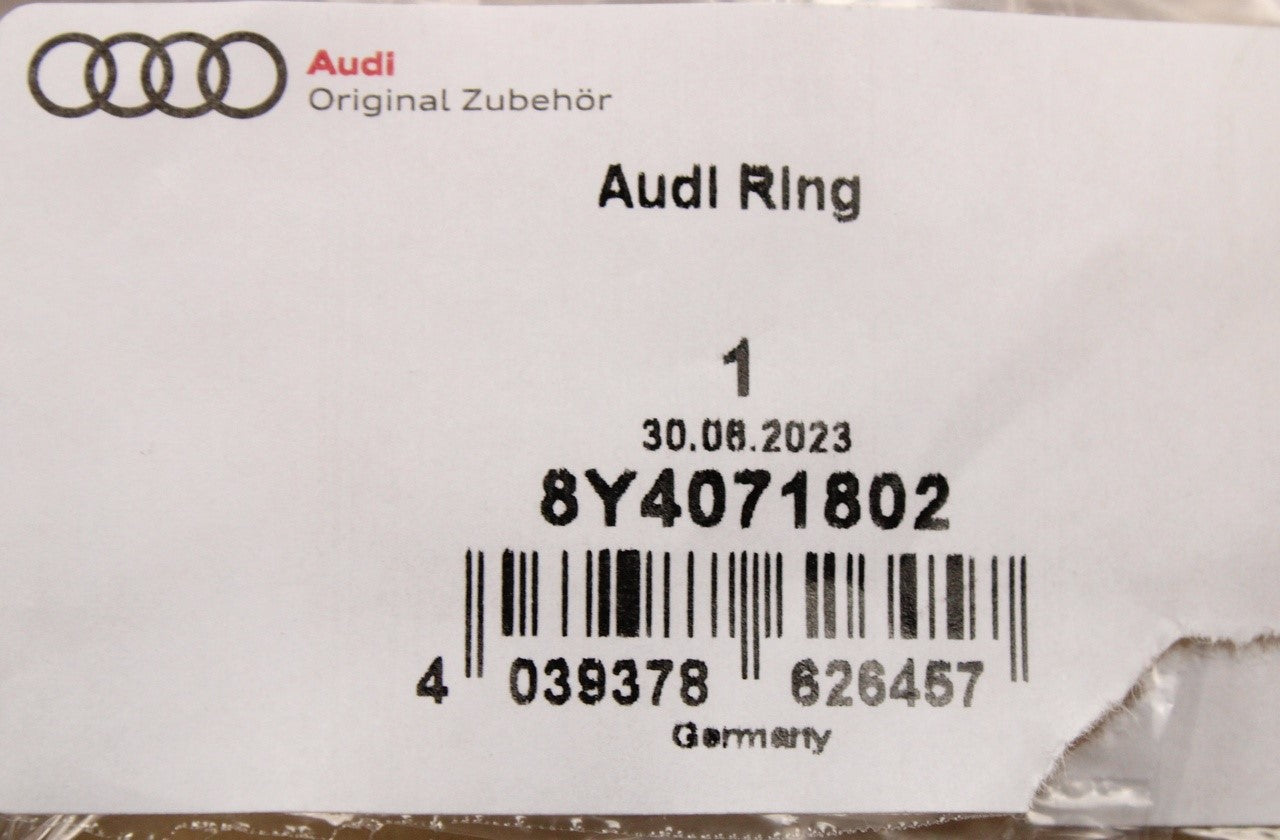 Audi
Original Zubehör
Audi Ring
1
30.06.2023
8Y4071802
4 039378 626457
Germany